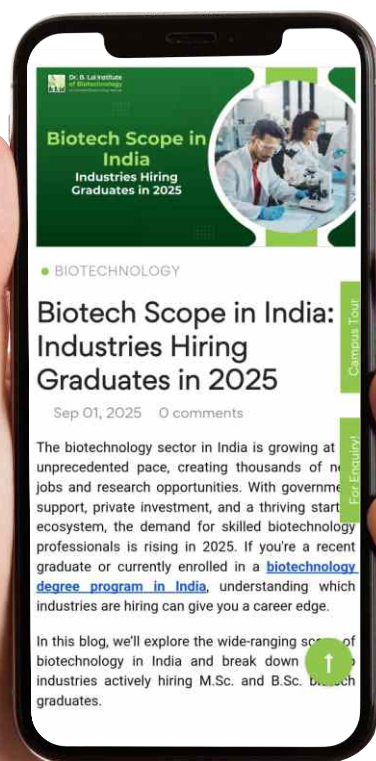 Dr. B. Lal Institute
of Biotechnology
Biotech Scope in
India
Industries Hiring
Graduates in 2025
BIOTECHNOLOGY
Biotech Scope in India:
Industries Hiring
Graduates in 2025
Sep 01, 2025 0 comments
Campus Tour
For Enquiry!
The biotechnology sector in India is growing at
unprecedented pace, creating thousands of
jobs and research opportunities. With
support, private investment, and a thriving
ecosystem, the demand for skilled biotechnology
professionals is rising in 2025. If you're a recent
graduate or currently enrolled in a biotechnology
degree program in India, understanding which
industries are hiring can give you a career edge.
In this blog, we'll explore the wide-ranging of
biotechnology in India and break down
industries actively hiring M.Sc. and B.Sc.
graduates.